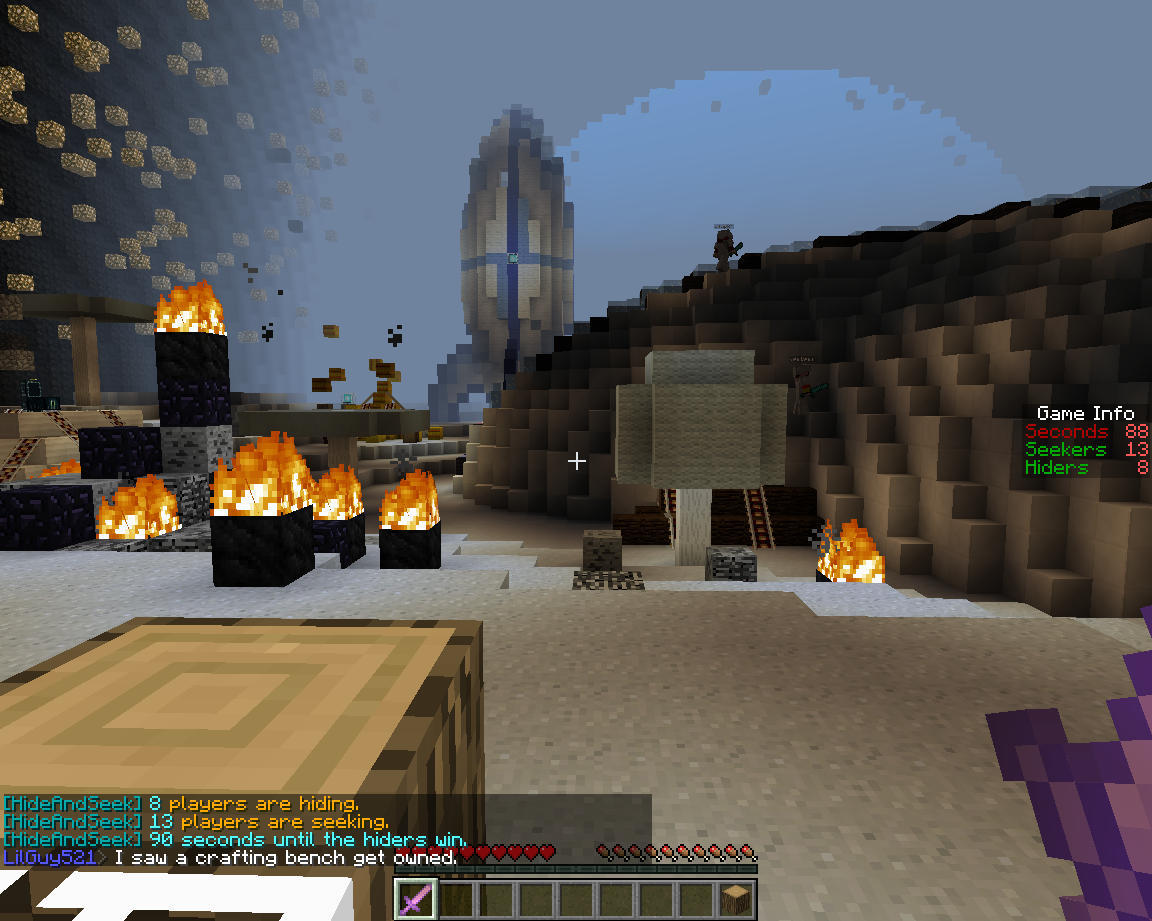 Game Info
Seconds 88
Seekers 13
Hiders 8
[HideAndSeek] 8 players are hiding.
[HideAndSeek] 13 players are seeking.
[HideAndSeek] 90 seconds until the hiders win.
LilGuy521> I saw a crafting bench get owned.